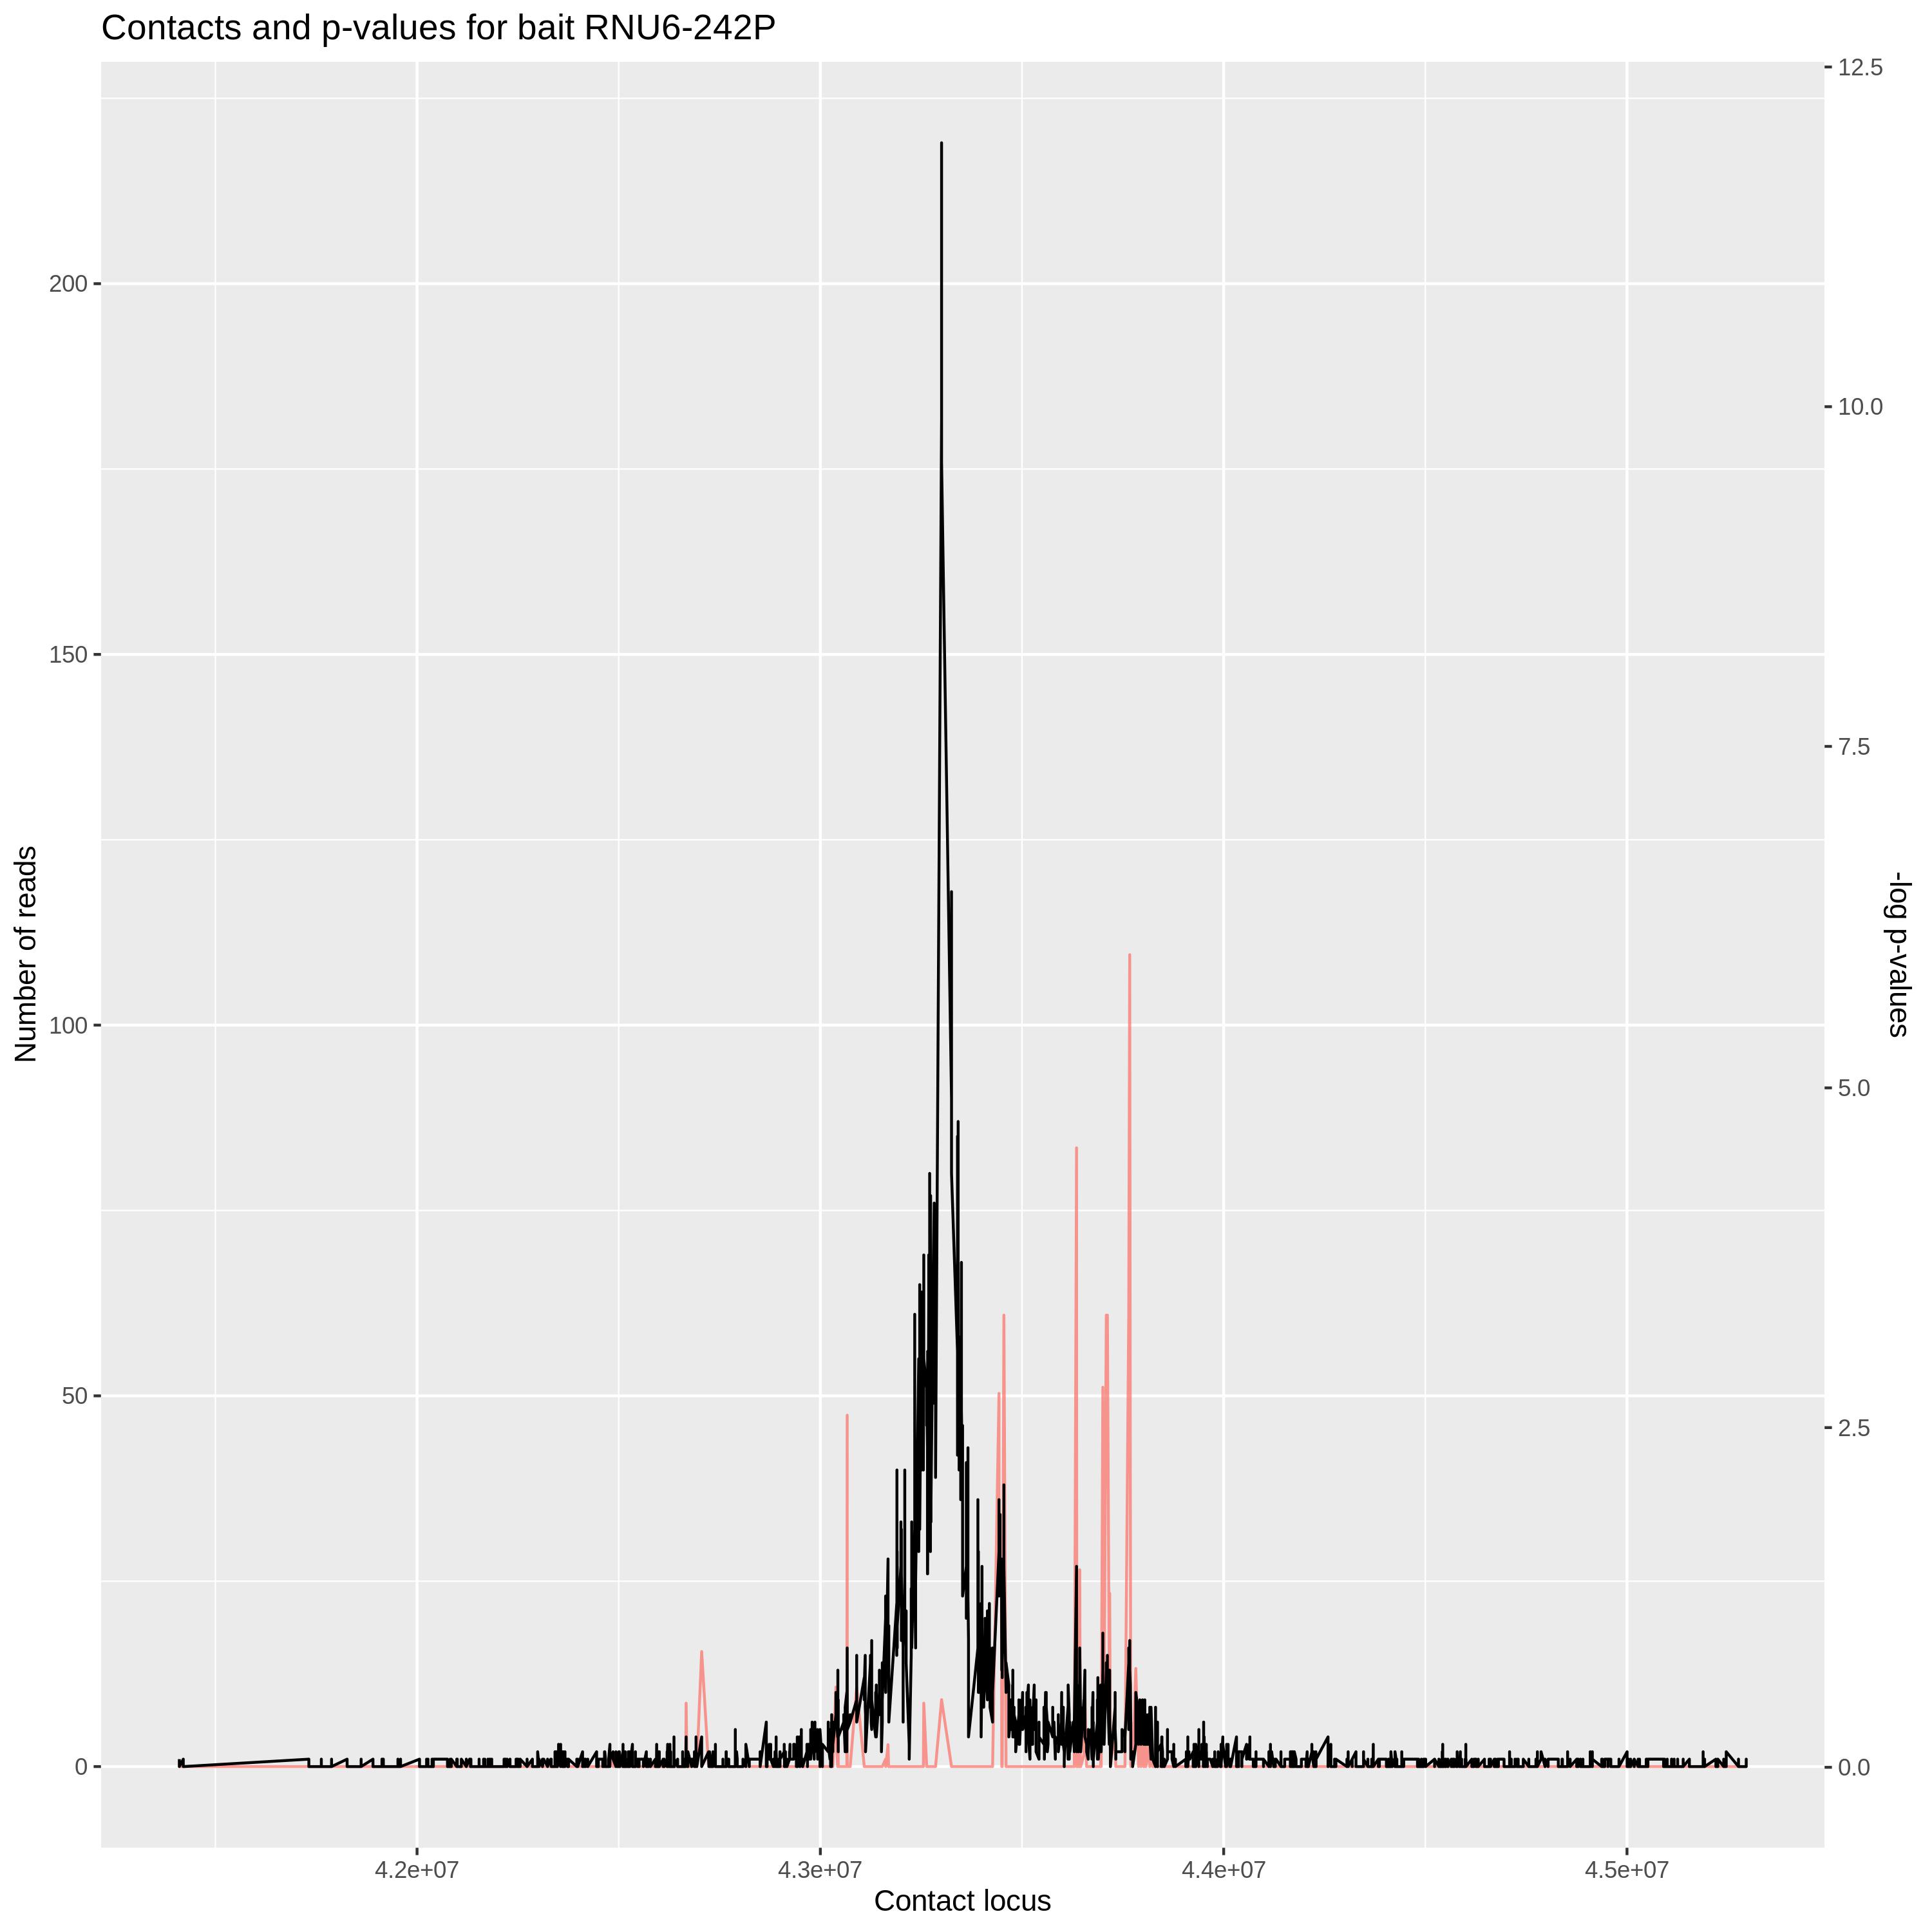 Contacts and p-values for bait RNU6-242P
Number of reads
200
150
100
50
0
12.5
10.0
7.5
5.0
2.5
0.0
-log p-values
4.2e+07
4.3e+07
4.4e+07
4.5e+07
Contact locus